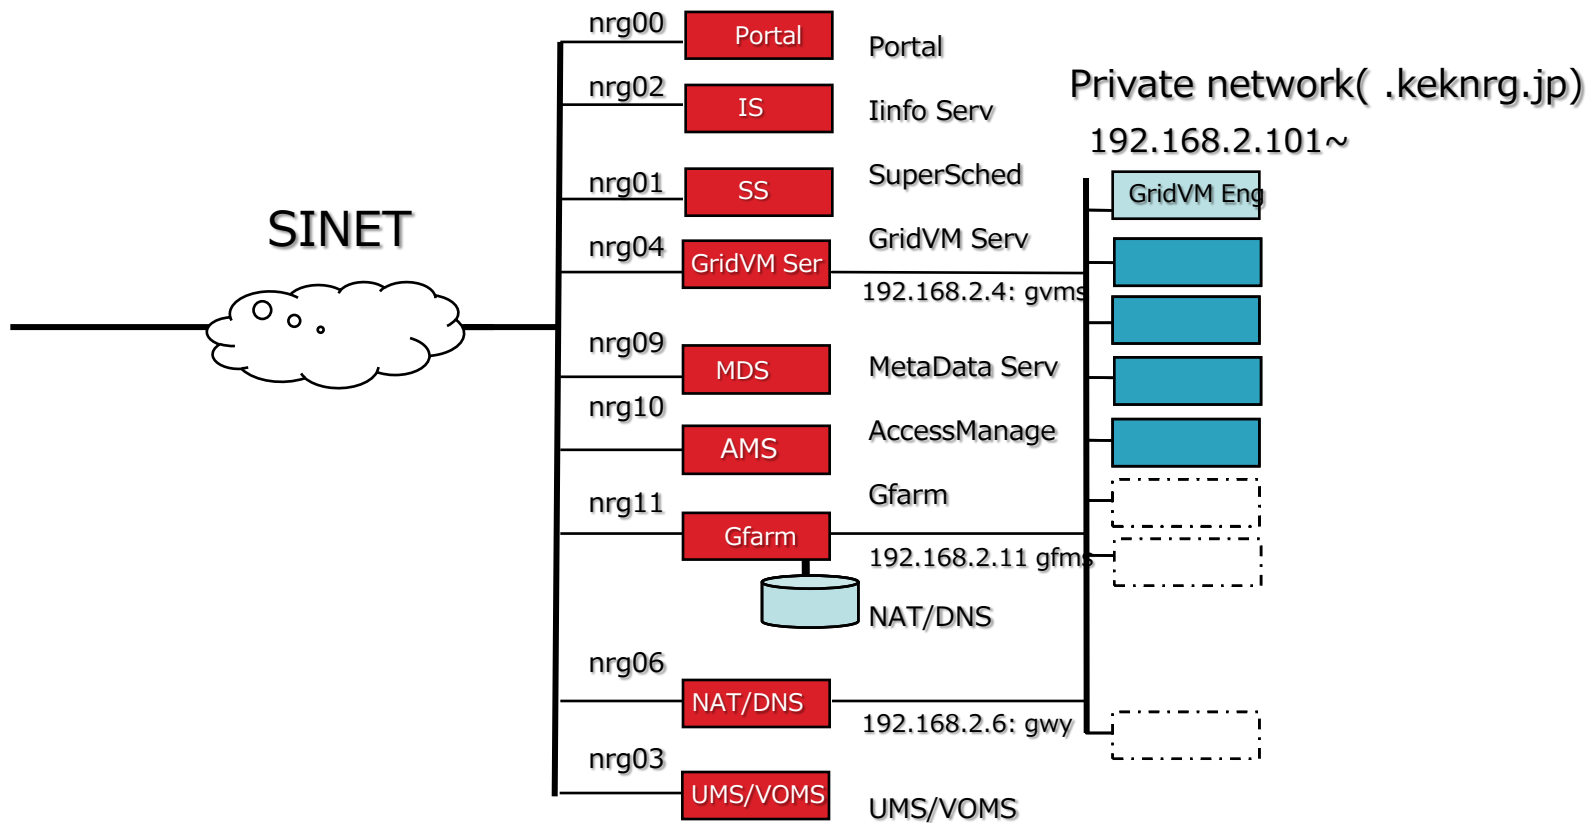 nrg00
Portal
Portal
Private network( .keknrg.jp)
nrg02
IS
Iinfo Serv
192.168.2.101~
nrg01
SS
SuperSched
GridVM Eng
SINET
nrg04
GridVM Ser
GridVM Serv
192.168.2.4: gvms
nrg09
MDS
MetaData Serv
nrg10
AMS
AccessManage
nrg11
Gfarm
Gfarm
192.168.2.11 gfms
NAT/DNS
nrg06
NAT/DNS
192.168.2.6: gwy
nrg03
UMS/VOMS
UMS/VOMS